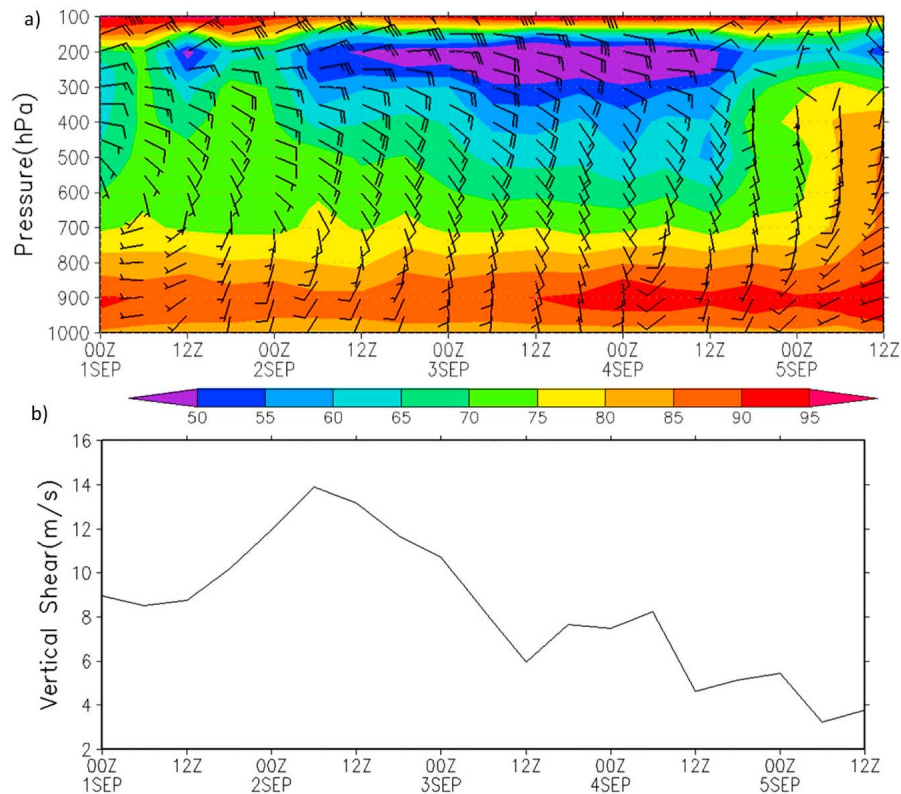 a)
Pressure(hPa)
100
200
300
400
500
600
700
800
900
1000
00Z 12Z 00Z 12Z 00Z 12Z 00Z 12Z 00Z 12Z
1SEP 2SEP 3SEP 4SEP 5SEP
50 55 60 65 70 75 80 85 90 95
b)
Vertical Shear(m/s)
16
14
12
10
8
6
4
2
00Z 12Z 00Z 12Z 00Z 12Z 00Z 12Z 00Z 12Z
1SEP 2SEP 3SEP 4SEP 5SEP